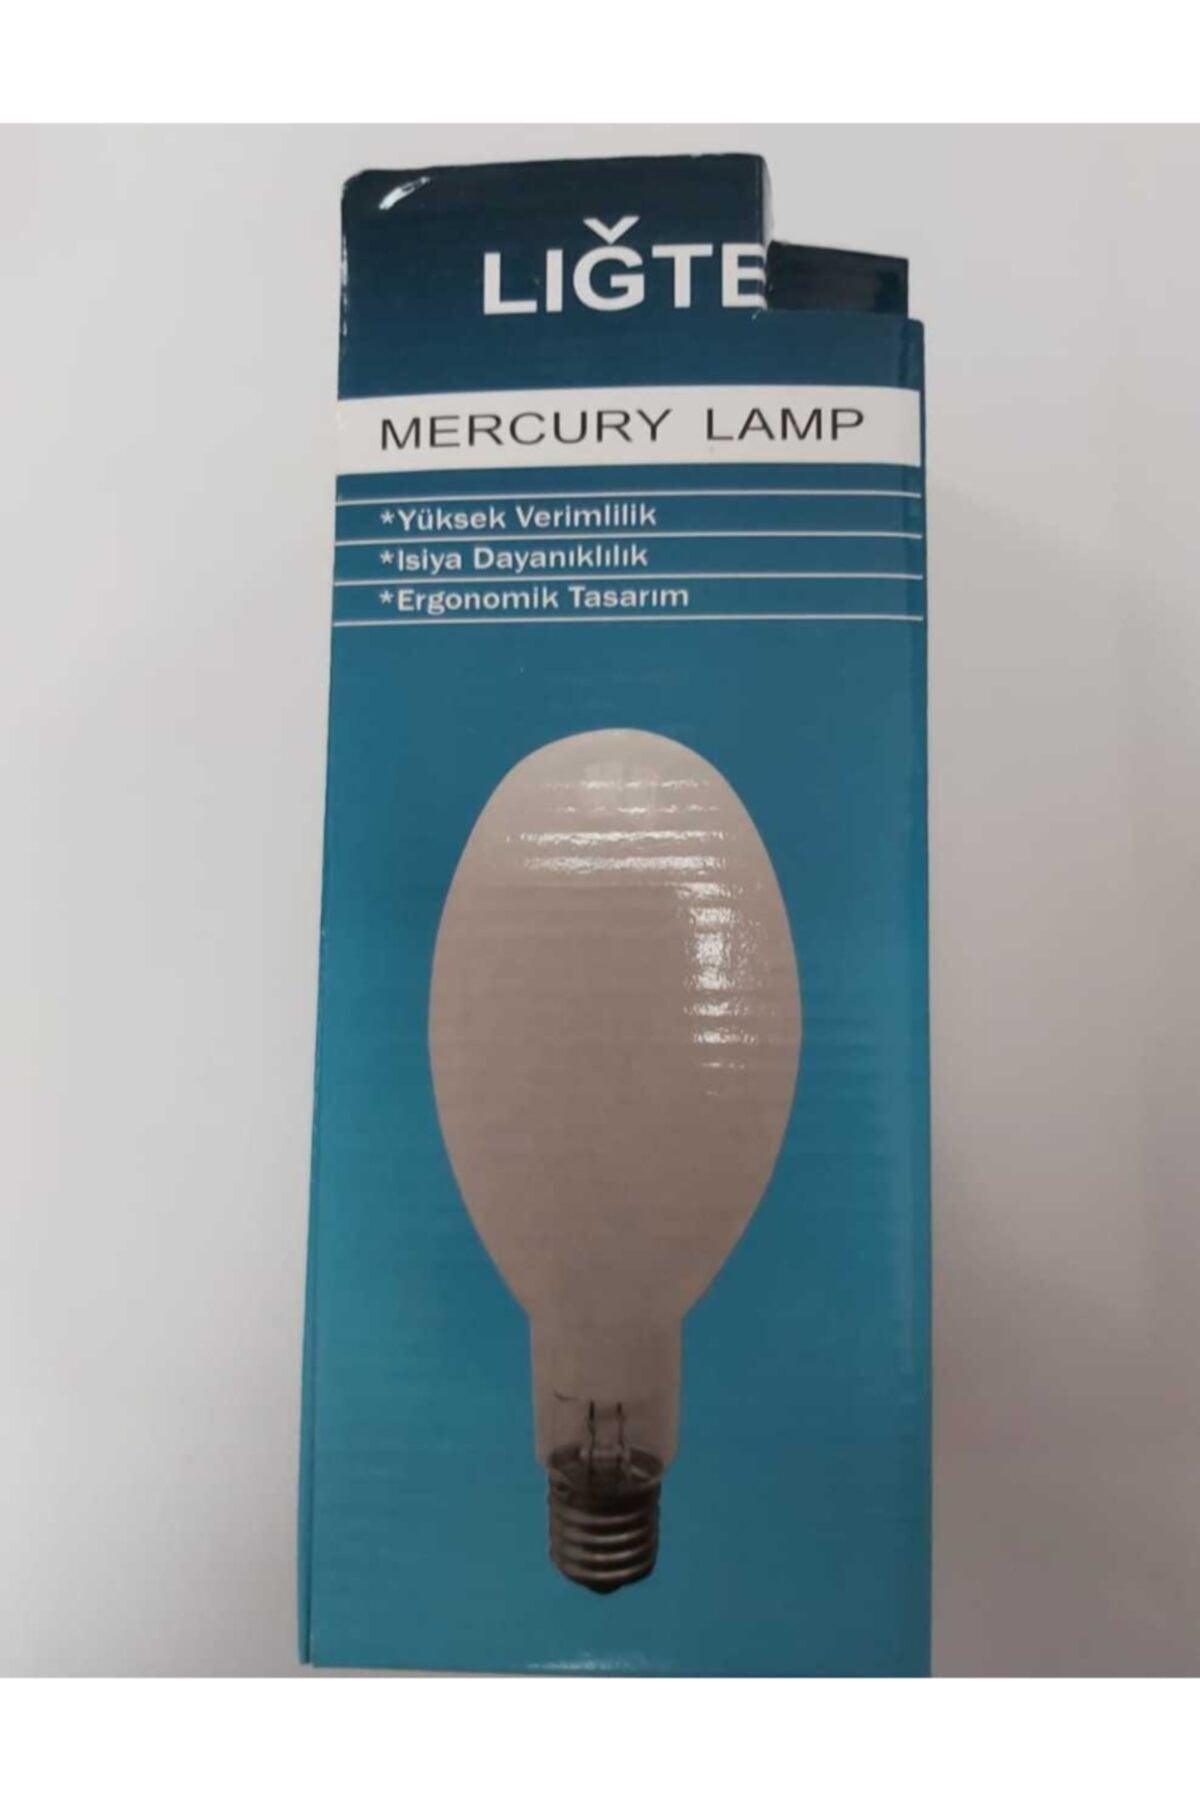 LIĞTE
MERCURY LAMP
*Yüksek Verimlilik
*Isiya Dayanıklılık
*Ergonomik Tasarım